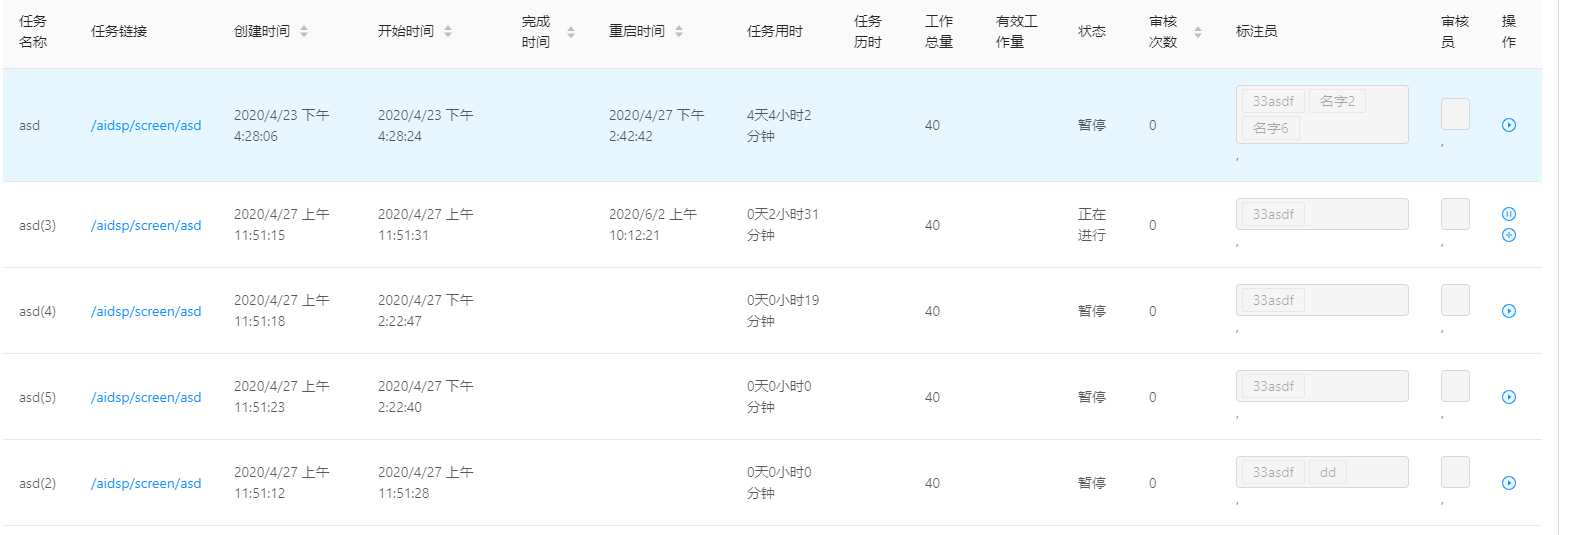 任务名称 任务链接 创建时间 开始时间 完成时间 重启时间 任务用时 任务历时 工作总量 有效工作量 状态 审核次数 标注员 审核员 操作
asd /aidsp/screen/asd 2020/4/23 下午 4:28:06 2020/4/23 下午 4:28:24 2020/4/27 下午 2:42:42 4天4小时2分钟 40 暂停 0 33asdf 名字2 名字6 , ,
asd(3) /aidsp/screen/asd 2020/4/27 上午 11:51:15 2020/4/27 上午 11:51:31 2020/6/2 上午 10:12:21 0天2小时31分钟 40 正在进行 0 33asdf , ,
asd(4) /aidsp/screen/asd 2020/4/27 上午 11:51:18 2020/4/27 下午 2:22:47 0天0小时19分钟 40 暂停 0 33asdf , ,
asd(5) /aidsp/screen/asd 2020/4/27 上午 11:51:23 2020/4/27 下午 2:22:40 0天0小时0分钟 40 暂停 0 33asdf , ,
asd(2) /aidsp/screen/asd 2020/4/27 上午 11:51:12 2020/4/27 上午 11:51:28 0天0小时0分钟 40 暂停 0 33asdf dd , ,